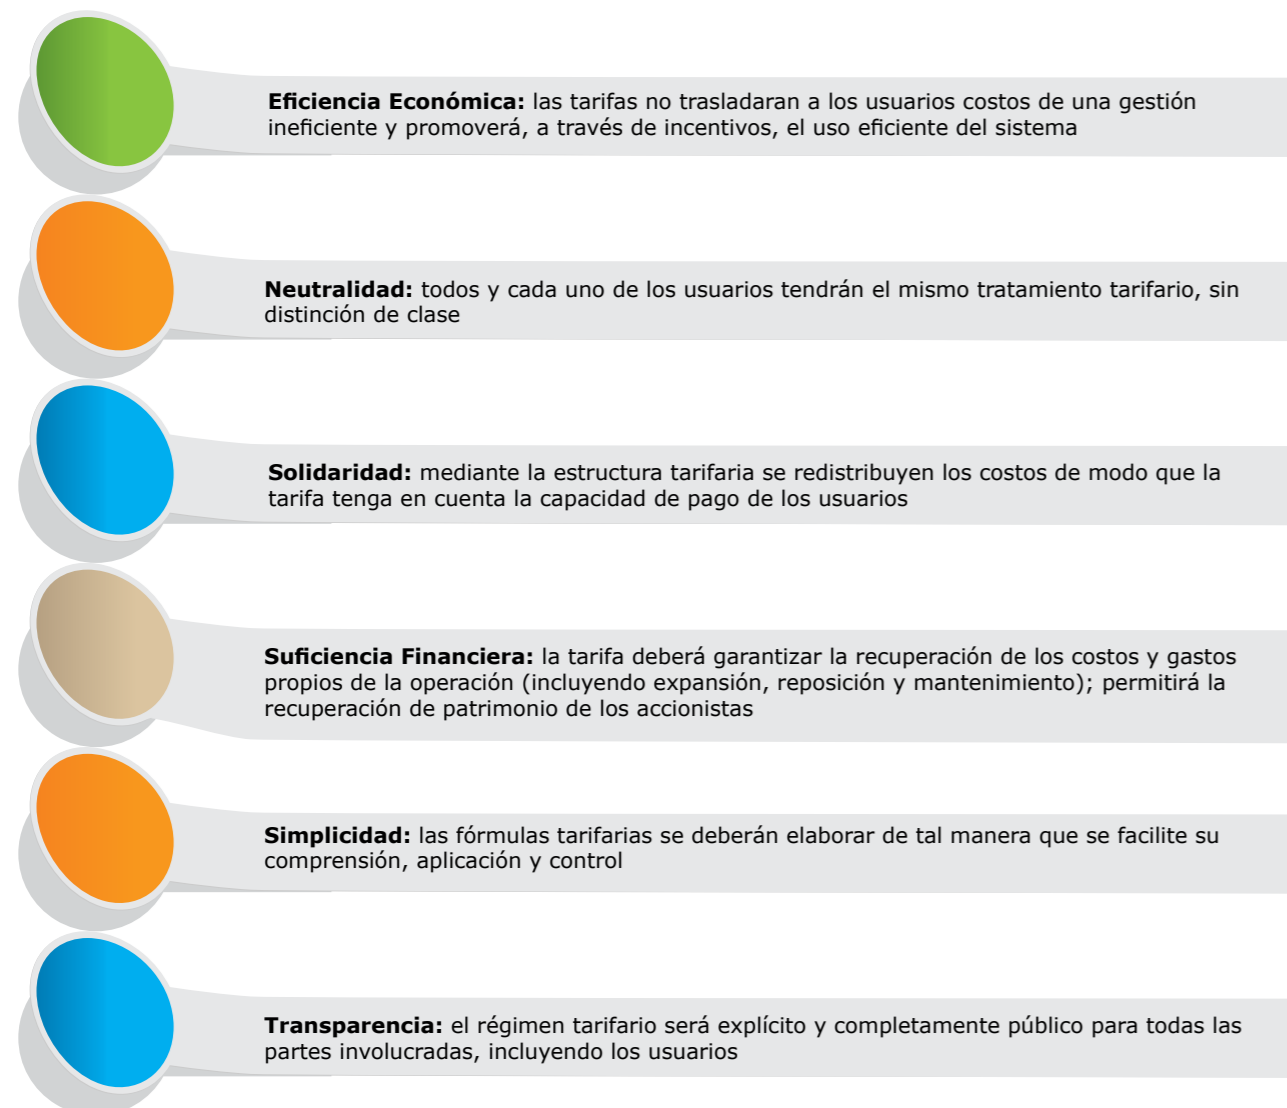 Eficiencia Económica: las tarifas no trasladaran a los usuarios costos de una gestión
ineficiente y promoverá, a través de incentivos, el uso eficiente del sistema
Neutralidad: todos y cada uno de los usuarios tendrán el mismo tratamiento tarifario, sin
distinción de clase
Solidaridad: mediante la estructura tarifaria se redistribuyen los costos de modo que la
tarifa tenga en cuenta la capacidad de pago de los usuarios
Suficiencia Financiera: la tarifa deberá garantizar la recuperación de los costos y gastos
propios de la operación (incluyendo expansión, reposición y mantenimiento); permitirá la
recuperación de patrimonio de los accionistas
Simplicidad: las fórmulas tarifarias se deberán elaborar de tal manera que se facilite su
comprensión, aplicación y control
Transparencia: el régimen tarifario será explícito y completamente público para todas las
partes involucradas, incluyendo los usuarios